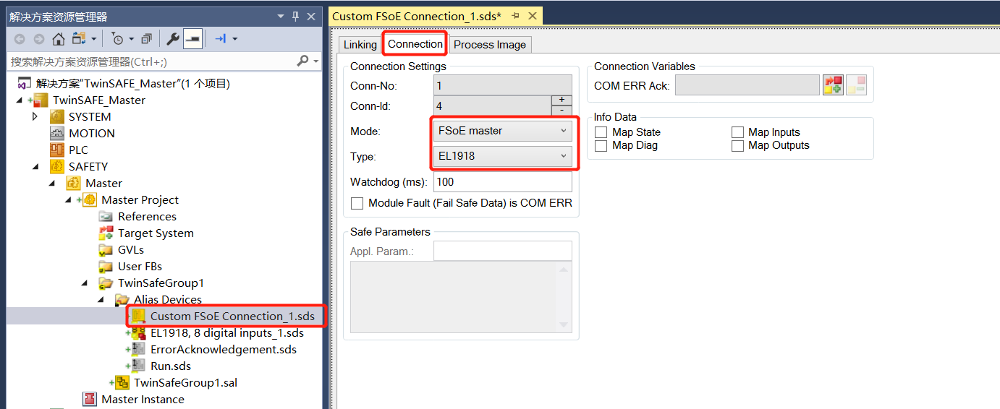 解决方案资源管理器
搜索解决方案资源管理器(Ctrl+;)
解决方案"TwinSAFE_Master"(1 个项目)
TwinSAFE_Master
SYSTEM
MOTION
PLC
SAFETY
Master
Master Project
References
Target System
GVLs
User FBs
TwinSafeGroup1
Alias Devices
Custom FSoE Connection_1.sds
EL1918, 8 digital inputs_1.sds
ErrorAcknowledgement.sds
Run.sds
TwinSafeGroup1.sal
Master Instance
Custom FSoE Connection_1.sds*
Linking Connection Process Image
Connection Settings
Conn-No: 1
Conn-Id: 4 + -
Mode: FSoE master
Type: EL1918
Watchdog (ms): 100
Module Fault (Fail Safe Data) is COM ERR
Safe Parameters
Appl. Param.:
Connection Variables
COM ERR Ack:
Info Data
Map State Map Inputs
Map Diag Map Outputs